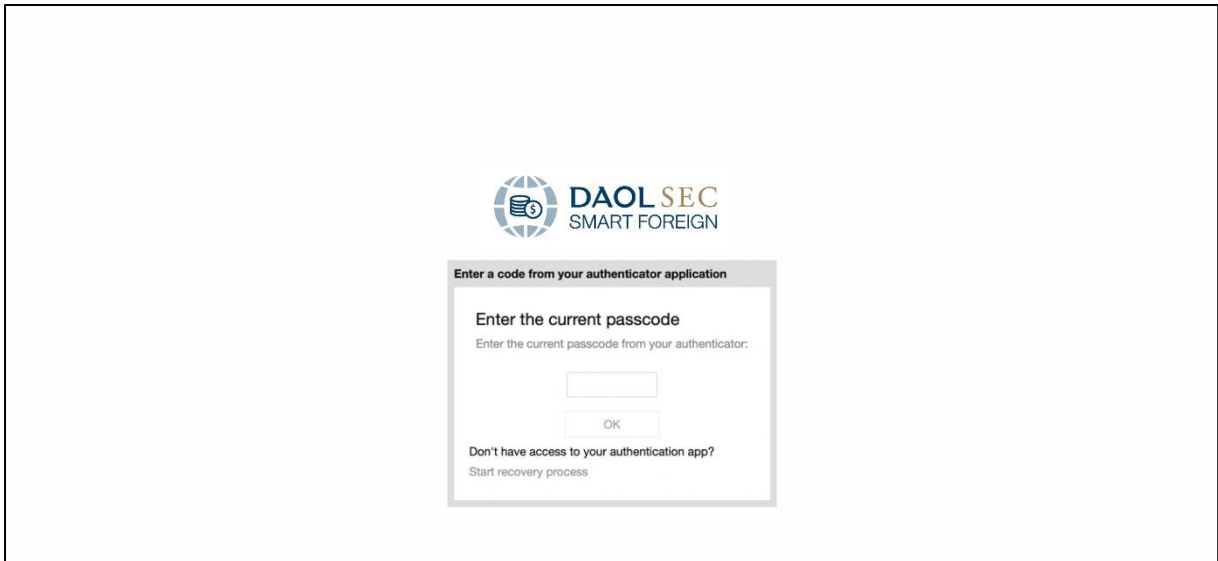 DAOL SEC
SMART FOREIGN
Enter a code from your authenticator application
Enter the current passcode
Enter the current passcode from your authenticator:
OK
Don't have access to your authentication app?
Start recovery process